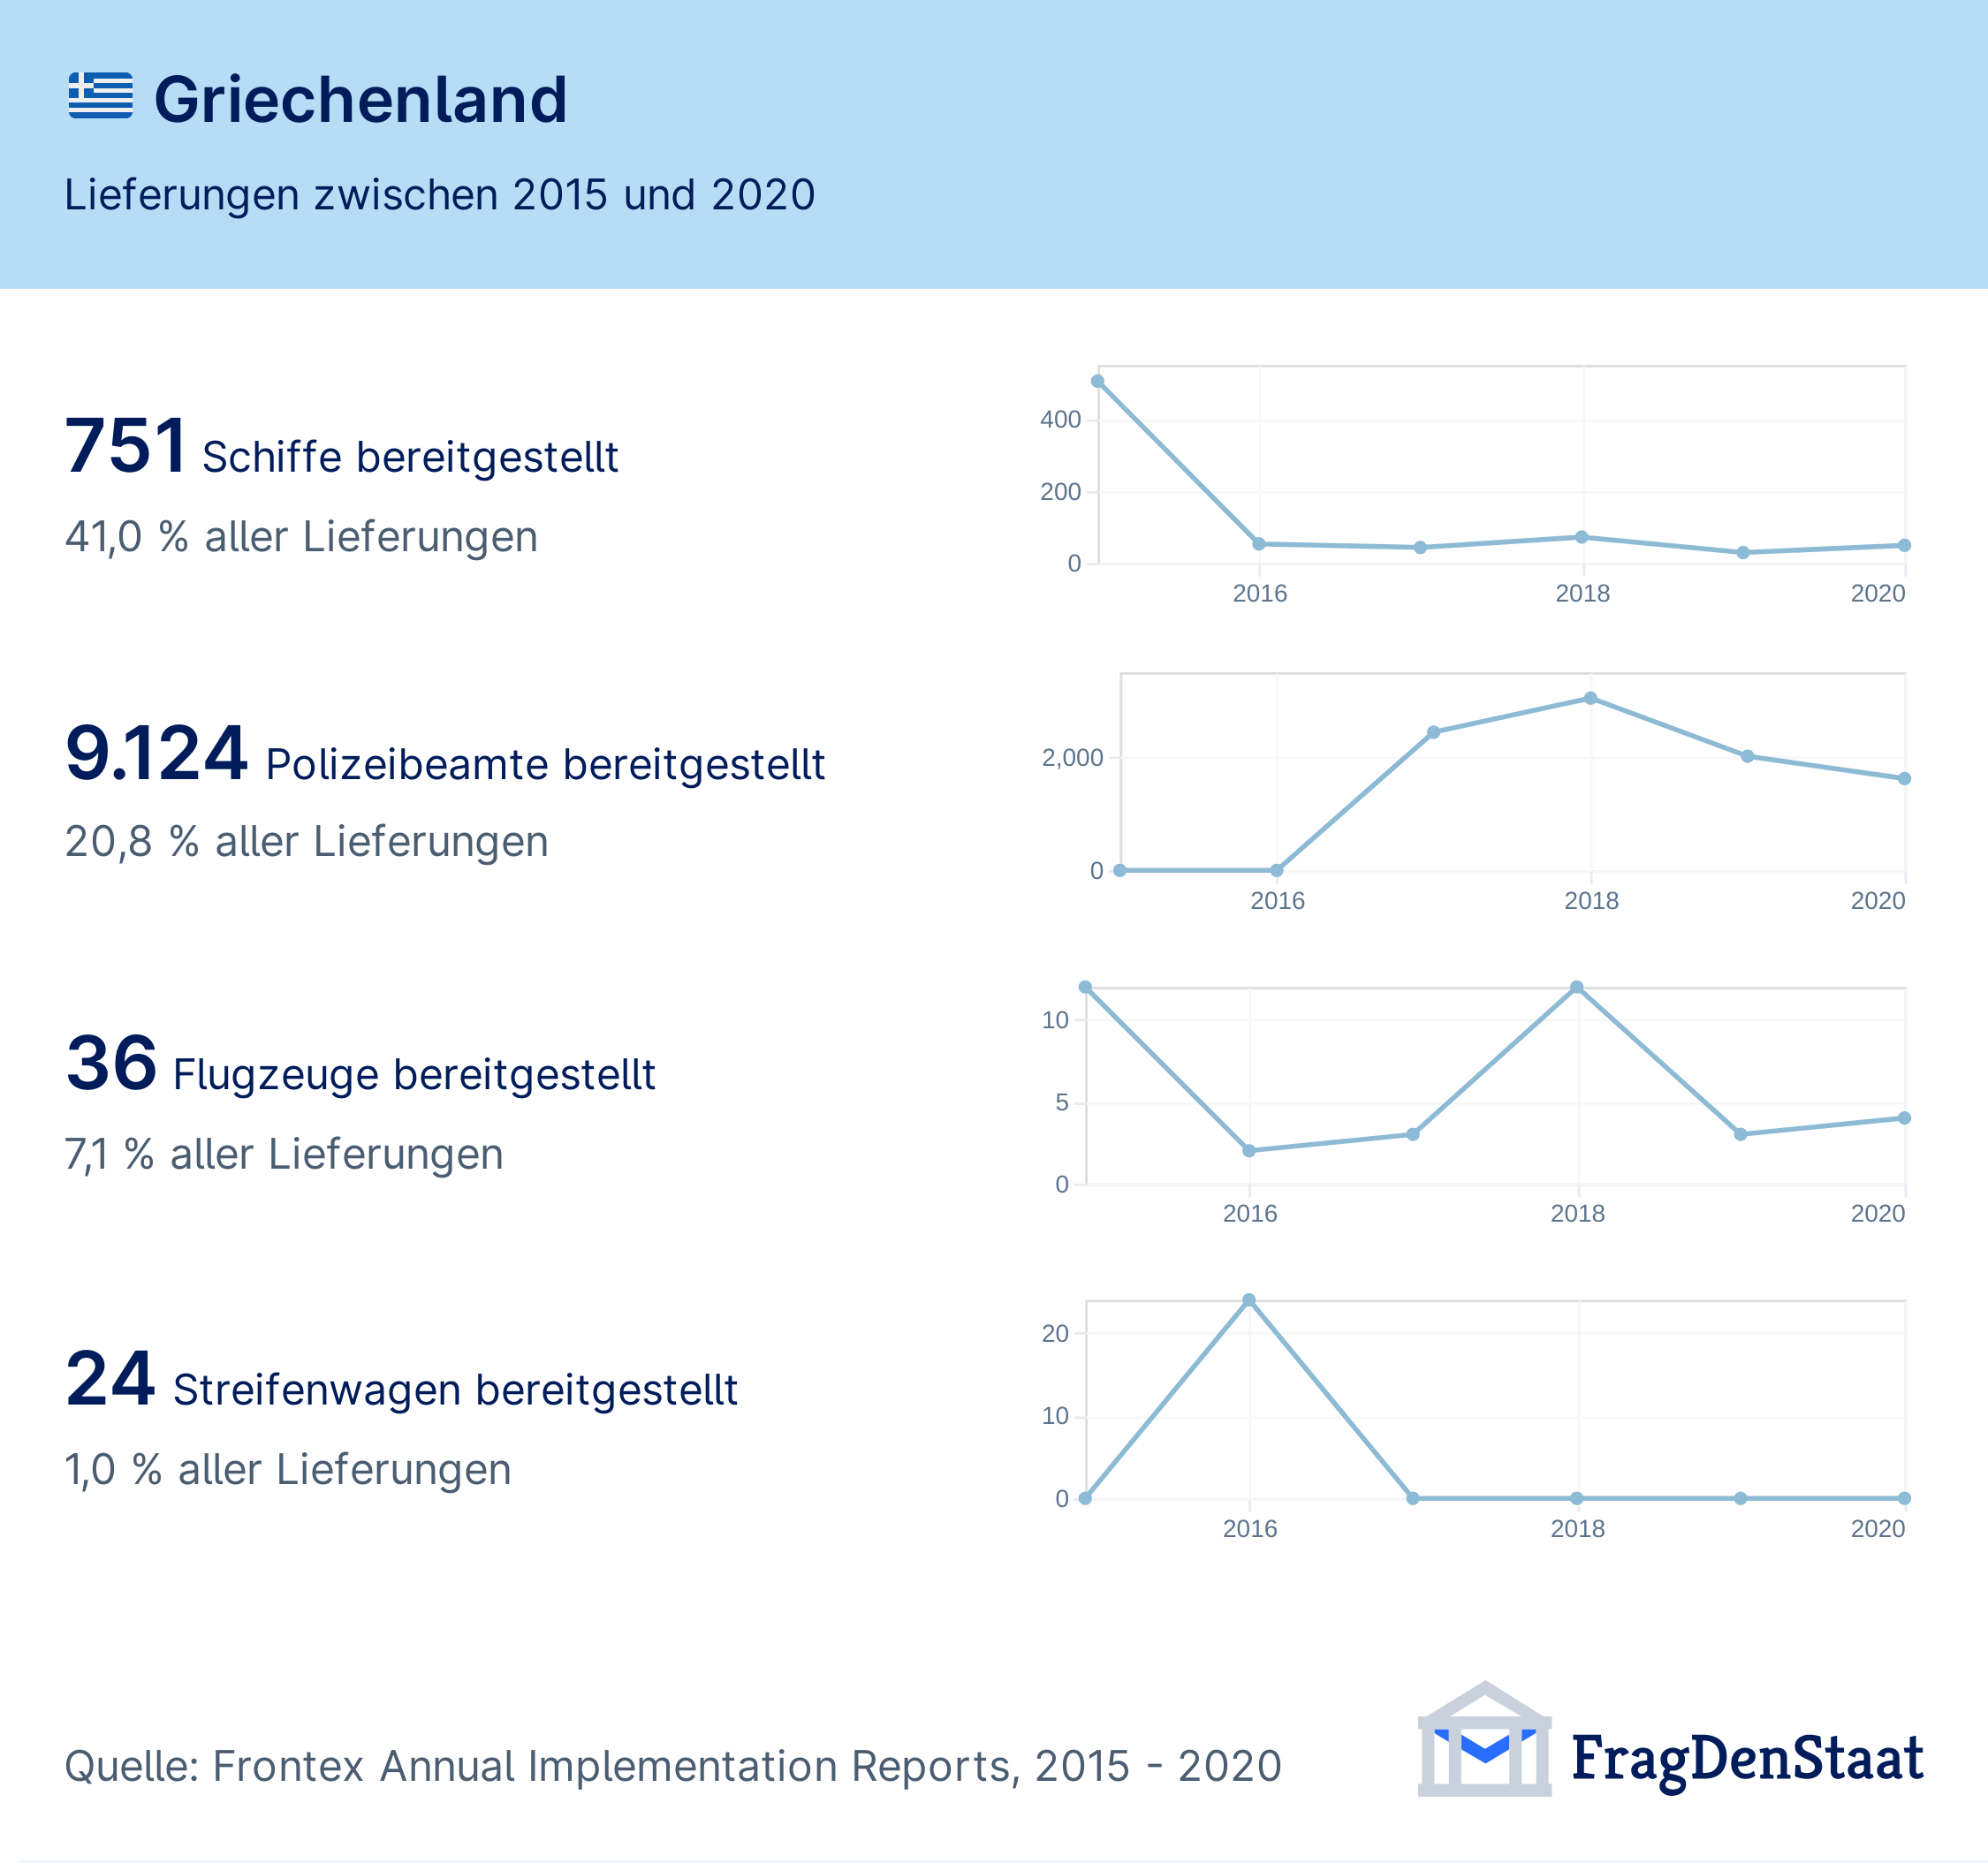 Griechenland
Lieferungen zwischen 2015 und 2020
751 Schiffe bereitgestellt
41,0 % aller Lieferungen
400
200
0
2016
2018
2020
9.124 Polizeibeamte bereitgestellt
20,8 % aller Lieferungen
2,000
0
2016
2018
2020
36 Flugzeuge bereitgestellt
7,1 % aller Lieferungen
10
5
0
2016
2018
2020
24 Streifenwagen bereitgestellt
1,0 % aller Lieferungen
20
10
0
2016
2018
2020
Quelle: Frontex Annual Implementation Reports, 2015 - 2020
FragDenStaat